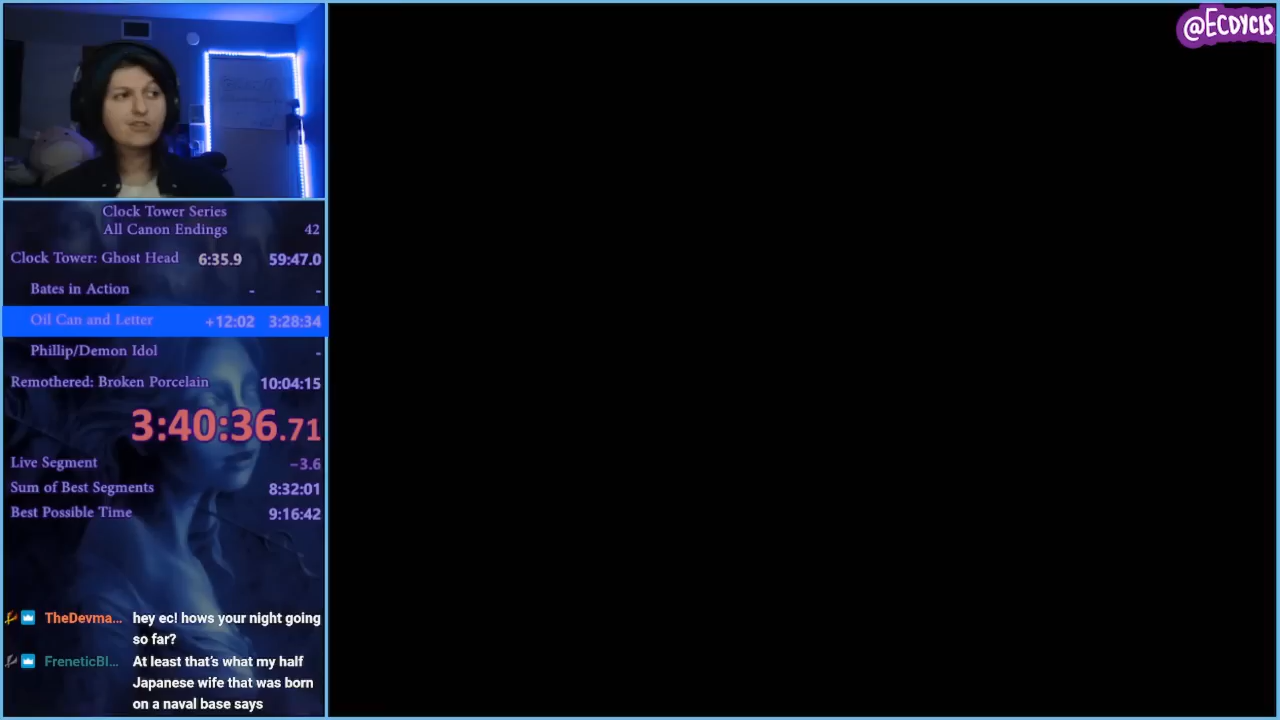 @ECDYCIS
Clock Tower Series
All Canon Endings 42
Clock Tower: Ghost Head 6:35.9 59:47.0
Bates in Action - -
Oil Can and Letter +12:02 3:28:34
Phillip/Demon Idol -
Remothered: Broken Porcelain 10:04:15
3:40:36.71
Live Segment −3.6
Sum of Best Segments 8:32:01
Best Possible Time 9:16:42
TheDevma... hey ec! hows your night going
so far?
FreneticBl... At least that's what my half
Japanese wife that was born
on a naval base says